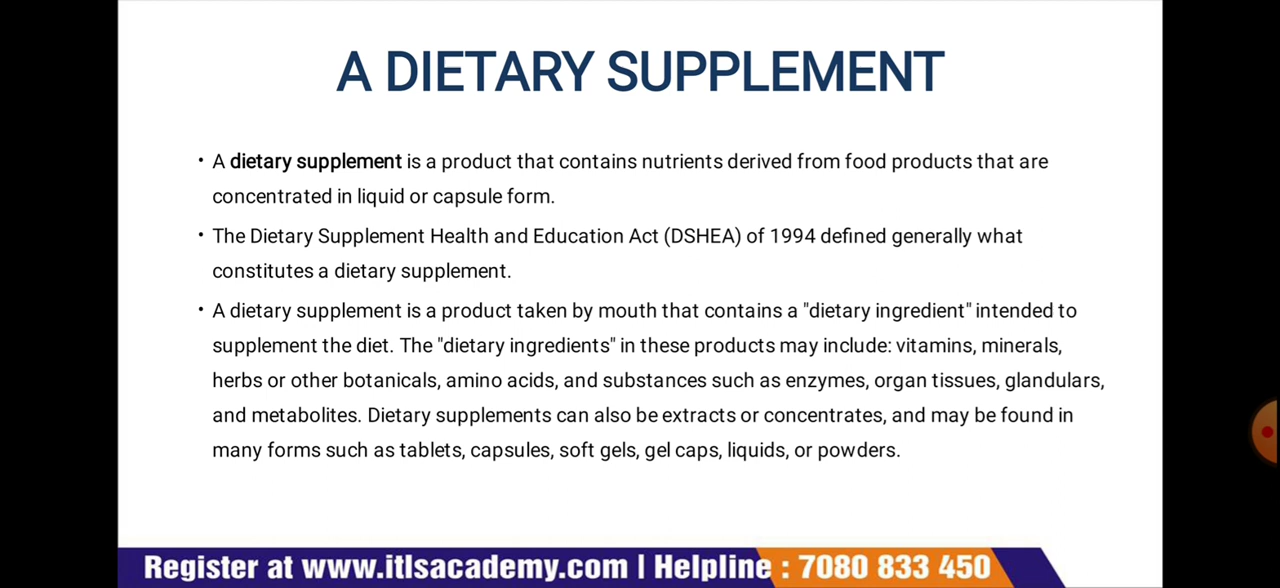 A DIETARY SUPPLEMENT
• A dietary supplement is a product that contains nutrients derived from food products that are
concentrated in liquid or capsule form.
• The Dietary Supplement Health and Education Act (DSHEA) of 1994 defined generally what
constitutes a dietary supplement.
• A dietary supplement is a product taken by mouth that contains a "dietary ingredient" intended to
supplement the diet. The "dietary ingredients" in these products may include: vitamins, minerals,
herbs or other botanicals, amino acids, and substances such as enzymes, organ tissues, glandulars,
and metabolites. Dietary supplements can also be extracts or concentrates, and may be found in
many forms such as tablets, capsules, soft gels, gel caps, liquids, or powders.
Register at www.itlsacademy.com | Helpline : 7080 833 450